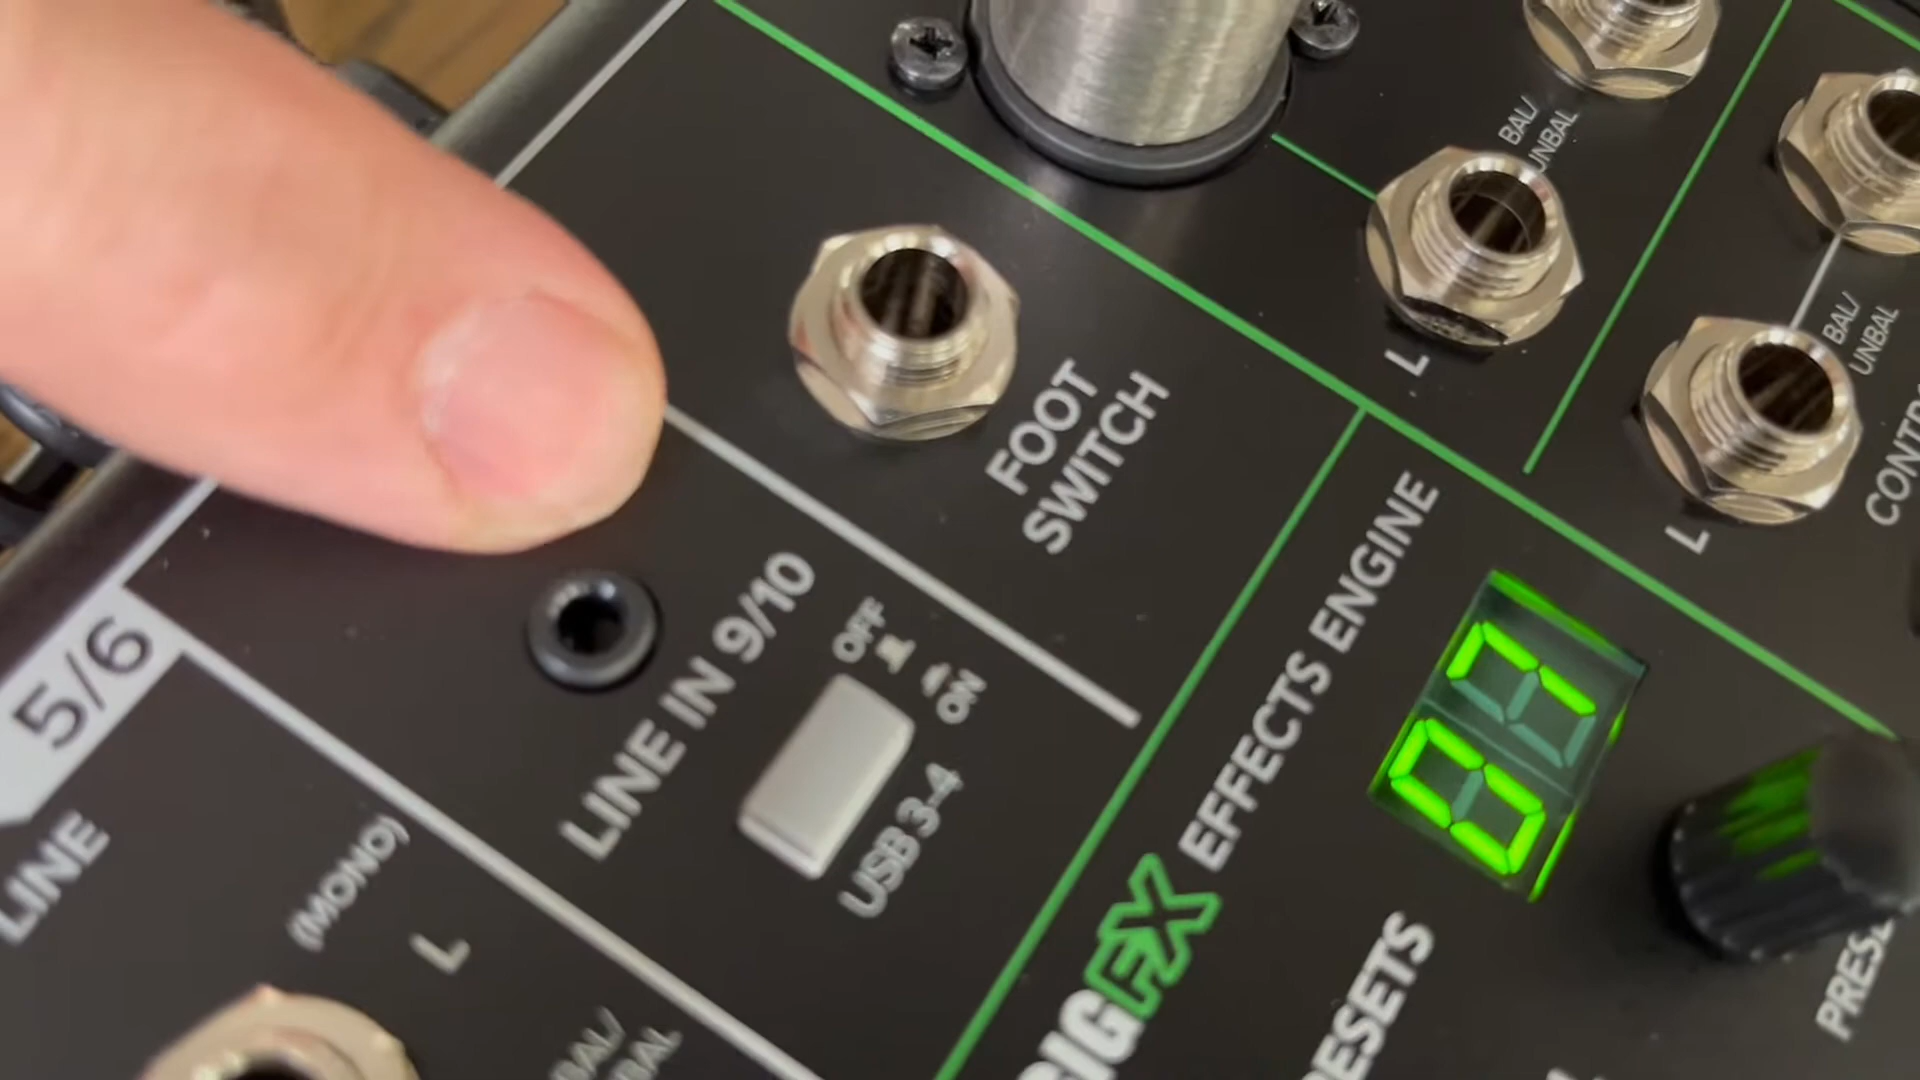 BAL/
UNBAL
L
BAL/
UNBAL
L
FOOT
SWITCH
5/6
LINE
(MONO)
L
LINE IN 9/10
OFF
ON
USB 3-4
EFFECTS ENGINE
07